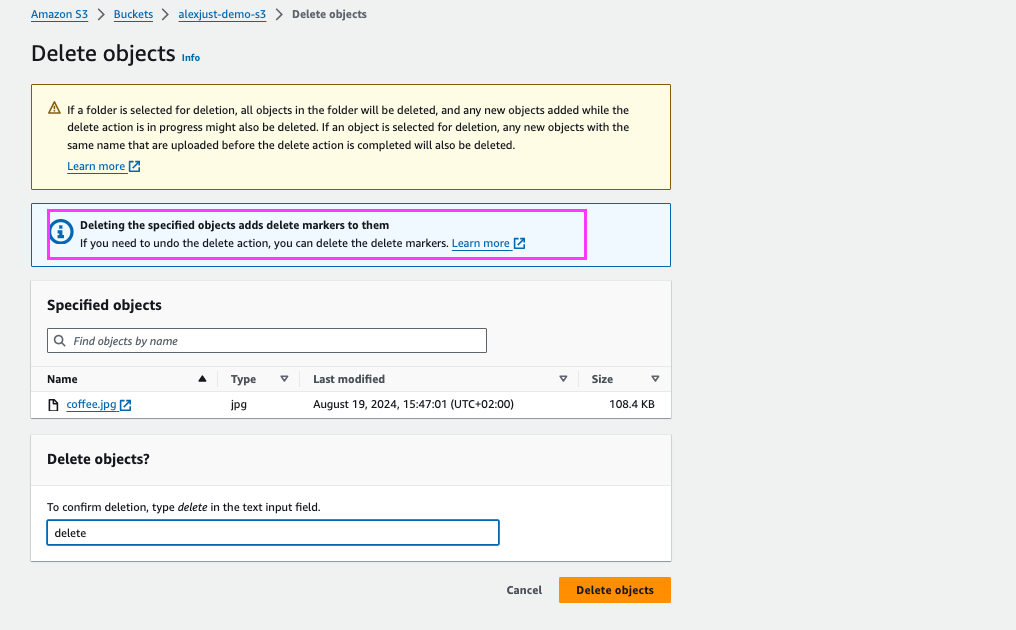 Amazon S3 > Buckets > alexjust-demo-s3 > Delete objects
Delete objects Info
If a folder is selected for deletion, all objects in the folder will be deleted, and any new objects added while the
delete action is in progress might also be deleted. If an object is selected for deletion, any new objects with the
same name that are uploaded before the delete action is completed will also be deleted.
Learn more
Deleting the specified objects adds delete markers to them
If you need to undo the delete action, you can delete the delete markers. Learn more
Specified objects
Find objects by name
Name Type Last modified Size
coffee.jpg jpg August 19, 2024, 15:47:01 (UTC+02:00) 108.4 KB
Delete objects?
To confirm deletion, type delete in the text input field.
delete
Cancel Delete objects